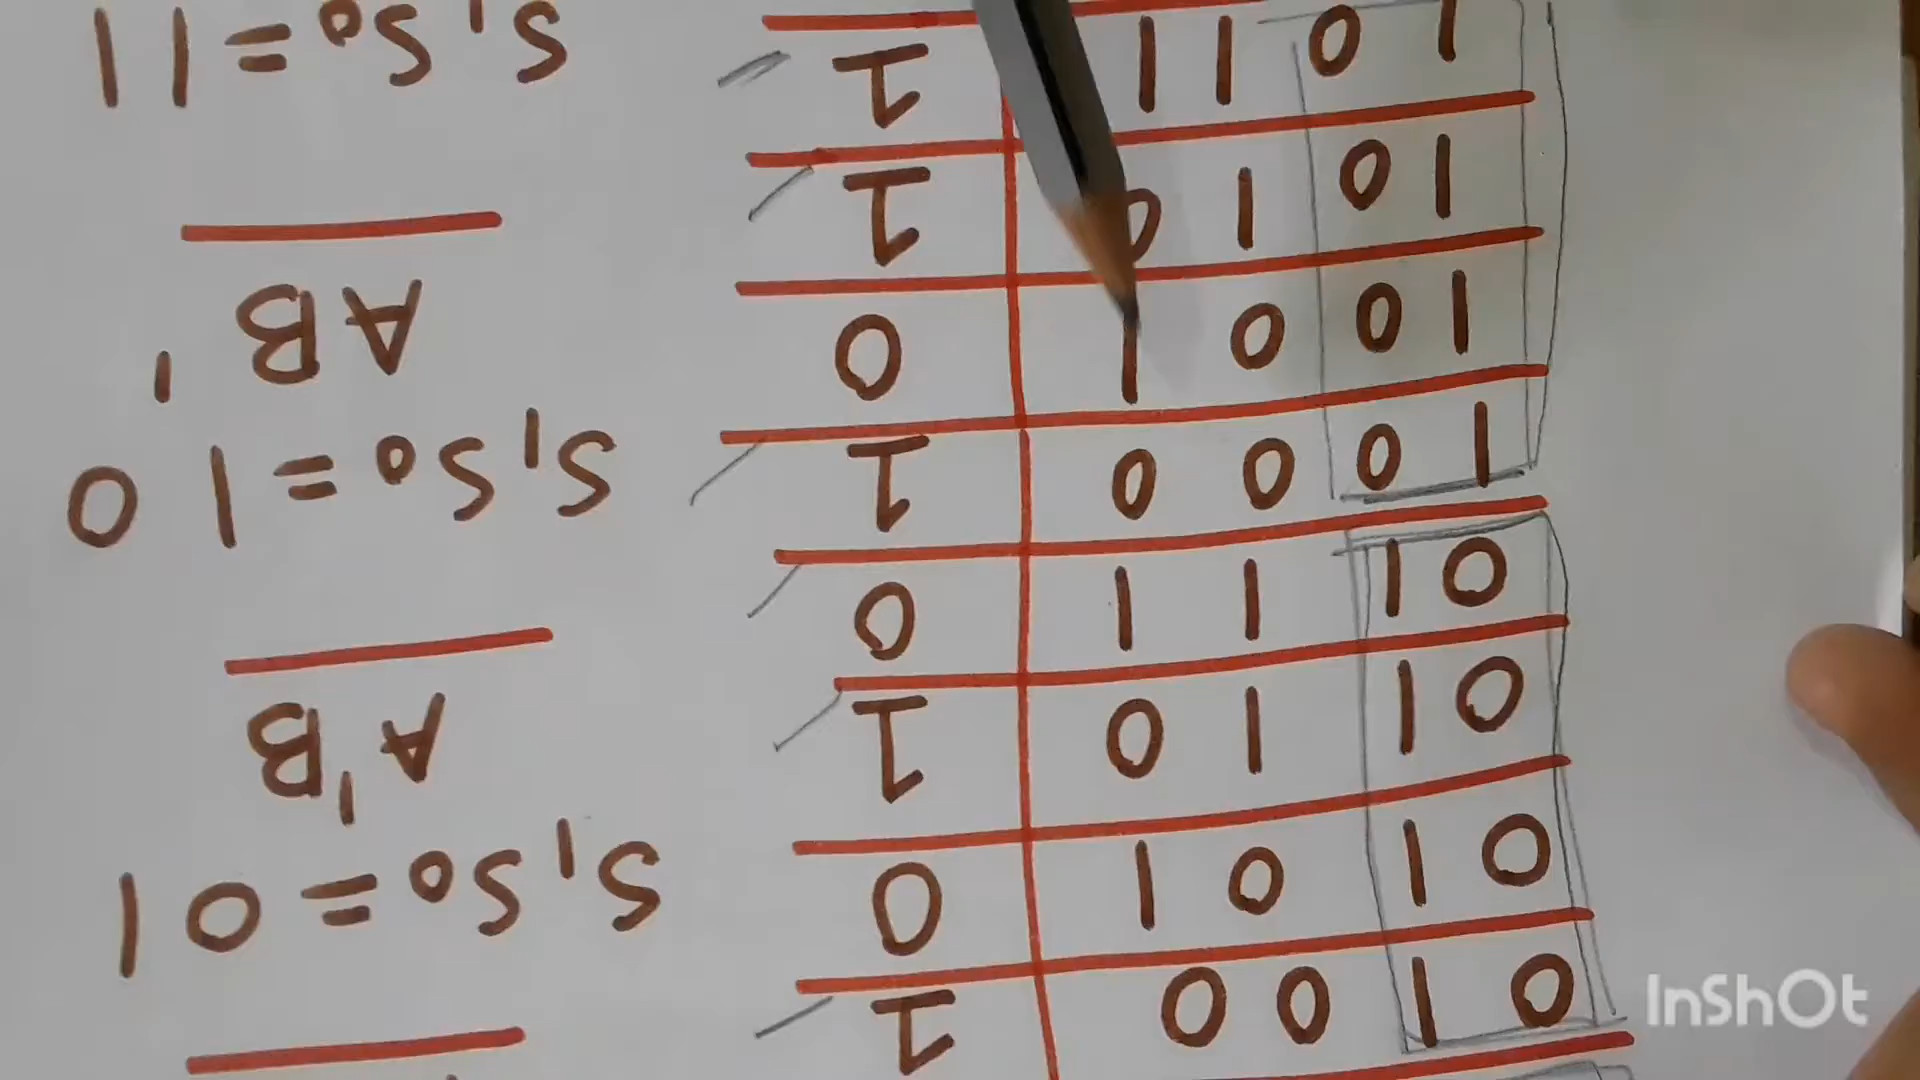 0 1 0 0 1
0 1 0 1 0 S₁S₀=01
0 1 1 0 1 A'B
0 1 1 1 0
1 0 0 0 1 S₁S₀=10
1 0 0 1 0 AB'
1 0 1 0 1
1 0 1 1 1 S₁S₀=11
InShOt